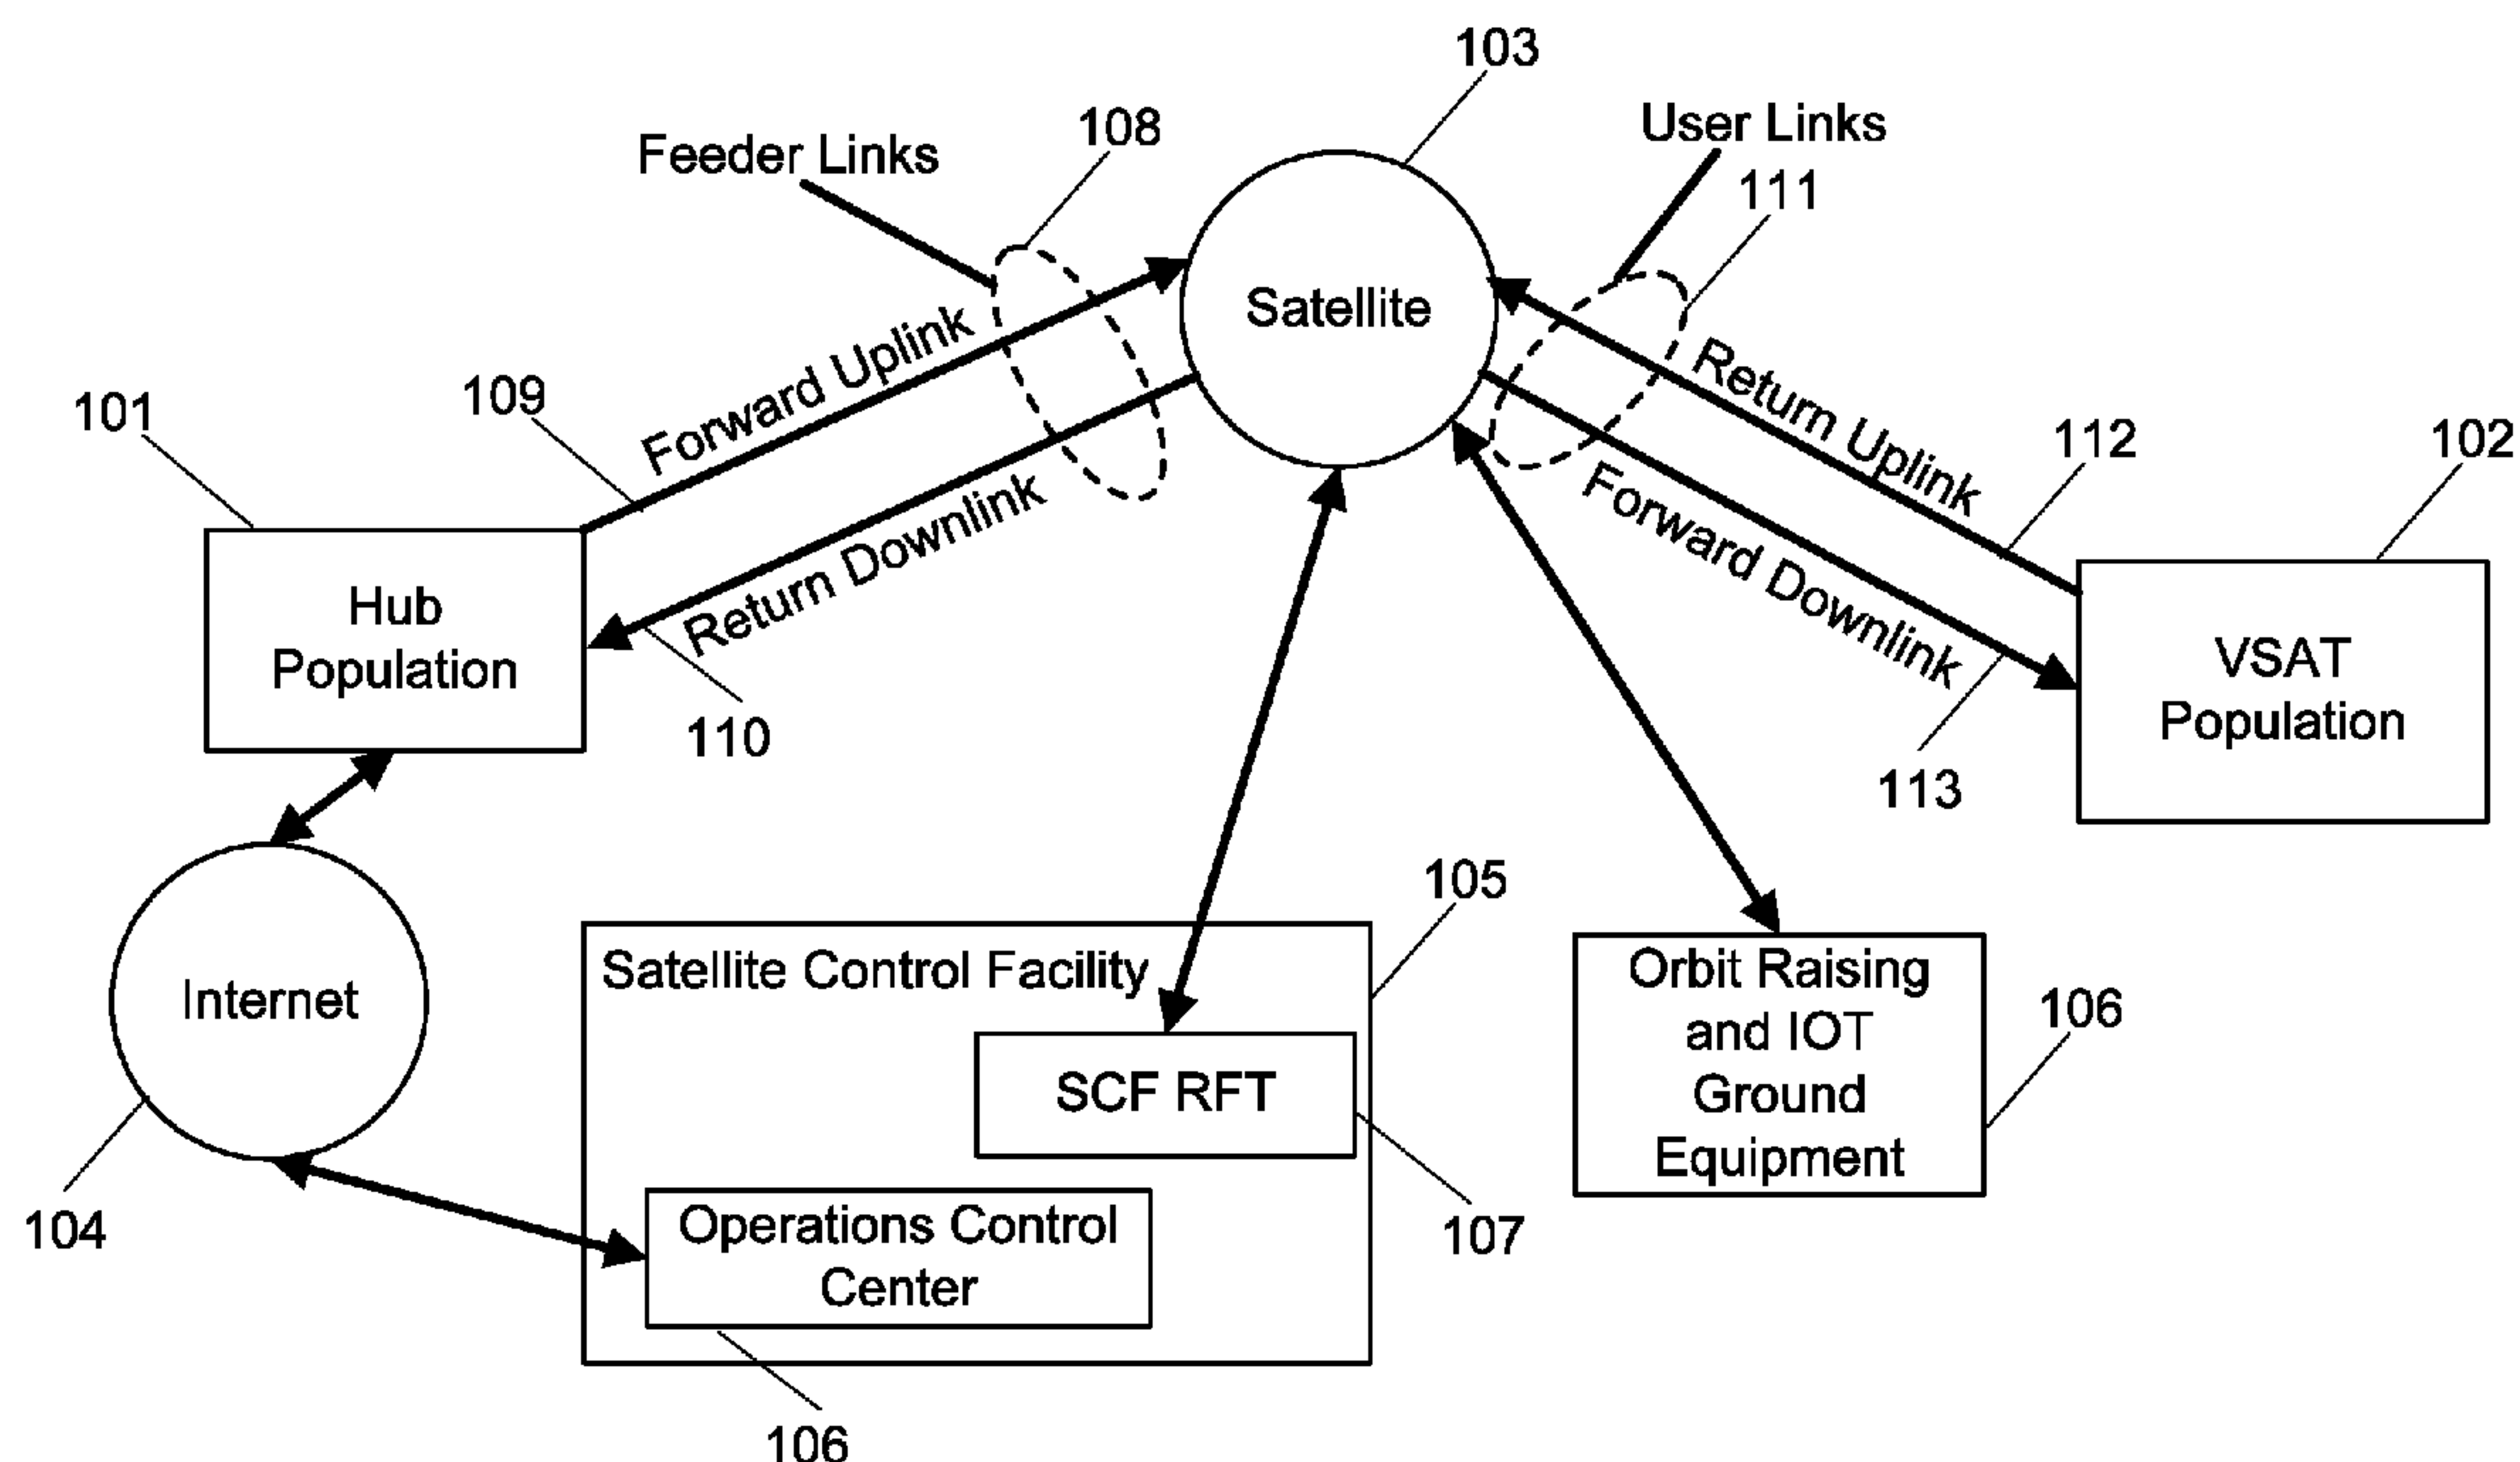 103
User Links
108
Feeder Links
111
Satellite
Forward Uplink
Return Uplink
109
101
112
102
Return Downlink
Forward Downlink
Hub
Population
VSAT
Population
110
113
105
Satellite Control Facility
Orbit Raising
and IOT
Ground
Equipment
Internet
106
SCF RFT
104
107
Operations Control
Center
106